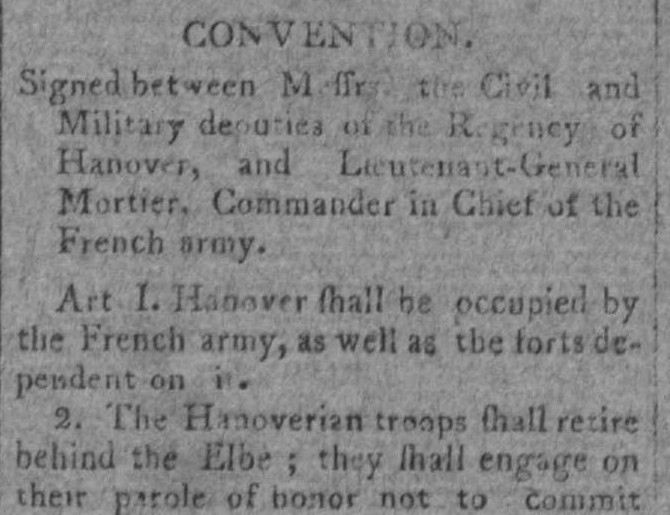 CONVENTION.
Signed between Messrs. the Civil and
Military deputies of the Regency of
Hanover, and Lieutenant-General
Mortier, Commander in Chief of the
French army.
Art I. Hanover ſhall be occupied by
the French army, as well as the forts de-
pendent on it.
2. The Hanoverian troops ſhall retire
behind the Elbe ; they ſhall engage on
their parole of honor not to commit